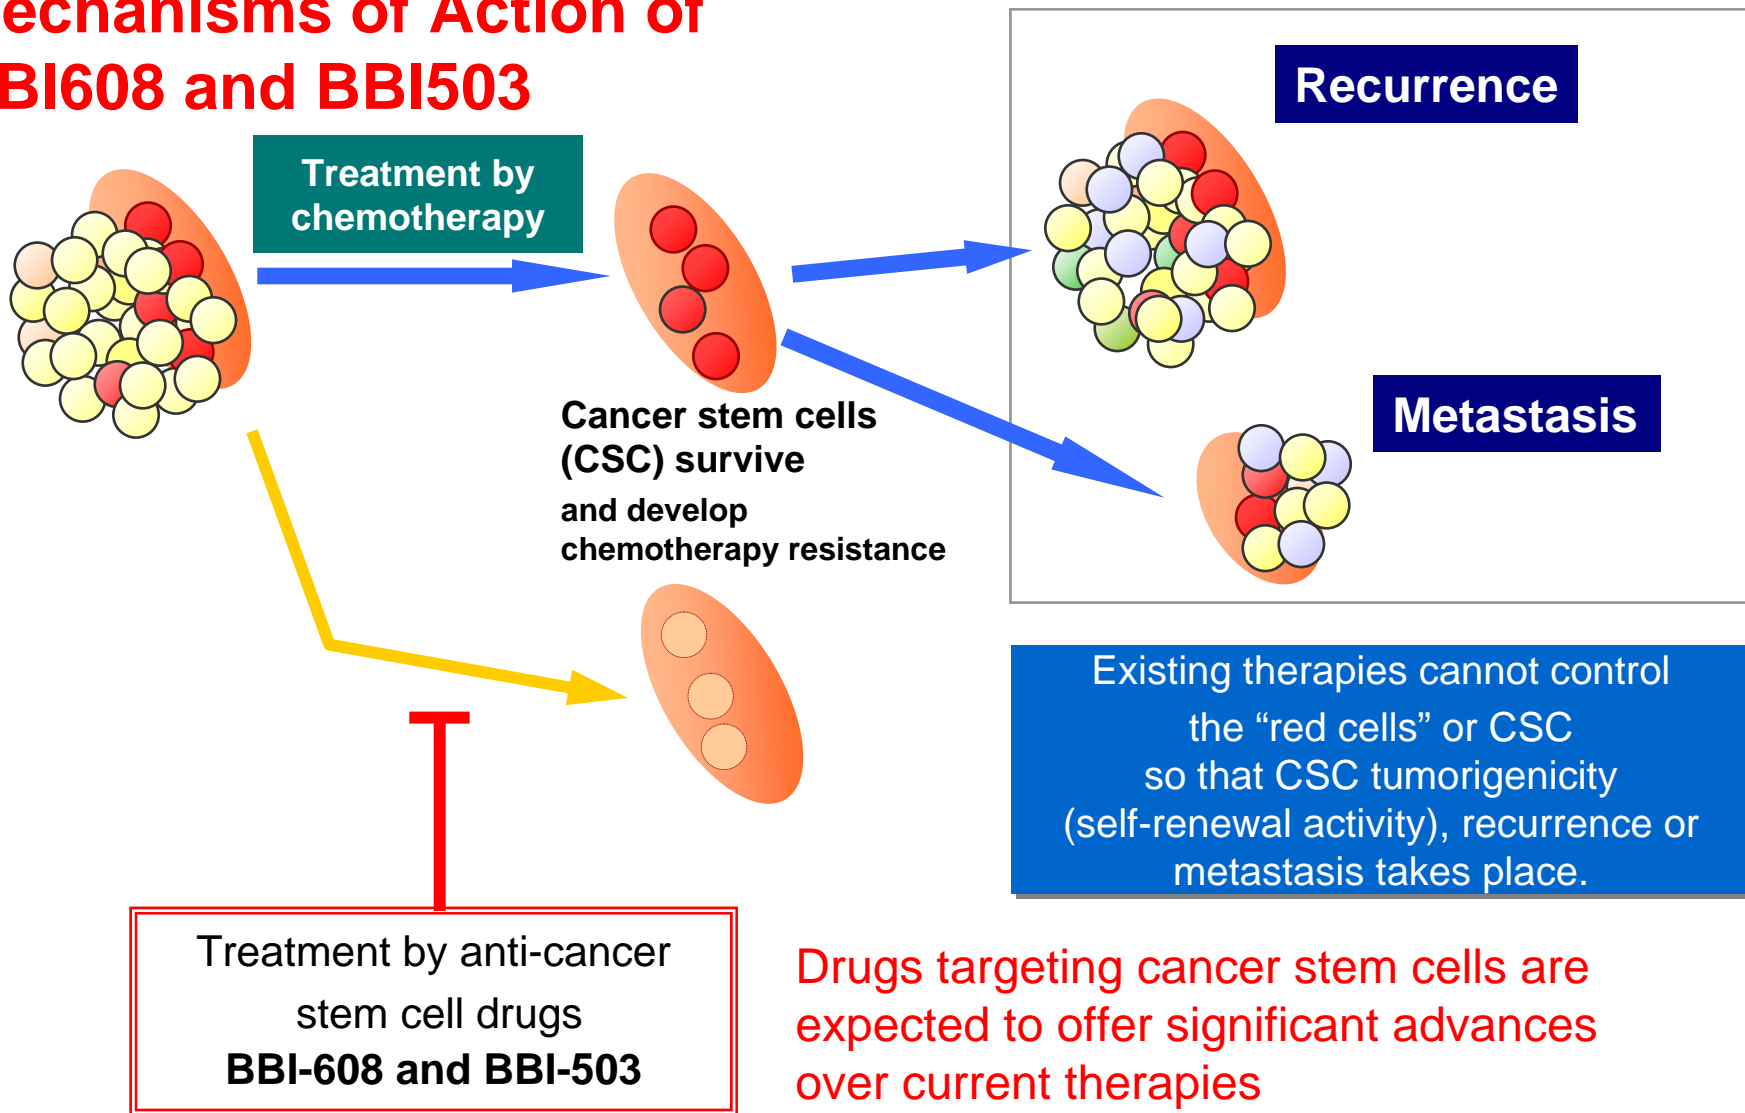 echanisms of Action of
BI608 and BBI503
Treatment by
chemotherapy
Recurrence
Metastasis
Cancer stem cells
(CSC) survive
and develop
chemotherapy resistance
Existing therapies cannot control
the “red cells” or CSC
so that CSC tumorigenicity
(self-renewal activity), recurrence or
metastasis takes place.
Treatment by anti-cancer
stem cell drugs
BBI-608 and BBI-503
Drugs targeting cancer stem cells are
expected to offer significant advances
over current therapies